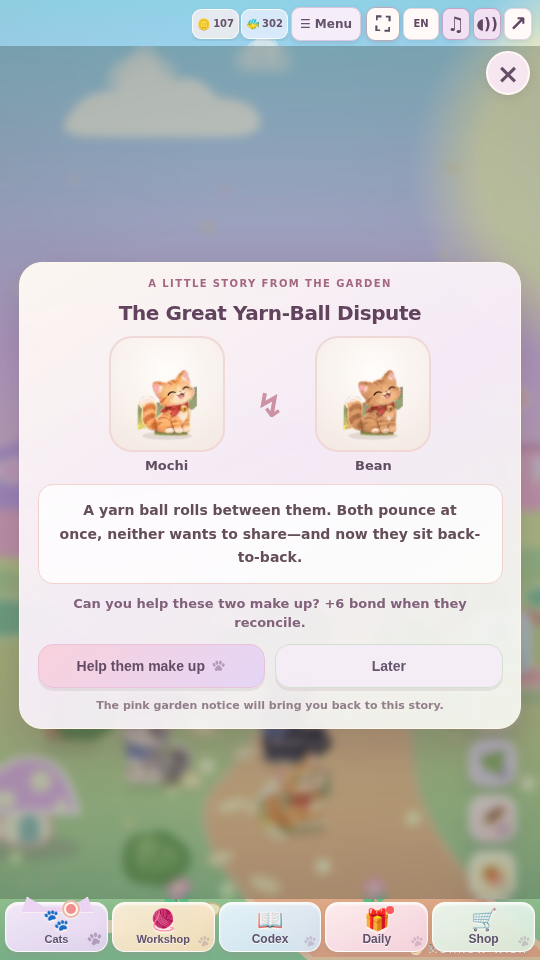 107
302
☰ Menu
EN
A LITTLE STORY FROM THE GARDEN
The Great Yarn-Ball Dispute
Mochi
Bean
A yarn ball rolls between them. Both pounce at
once, neither wants to share—and now they sit back-
to-back.
Can you help these two make up? +6 bond when they
reconcile.
Help them make up
Later
The pink garden notice will bring you back to this story.
Cats
Workshop
Codex
Daily
Shop